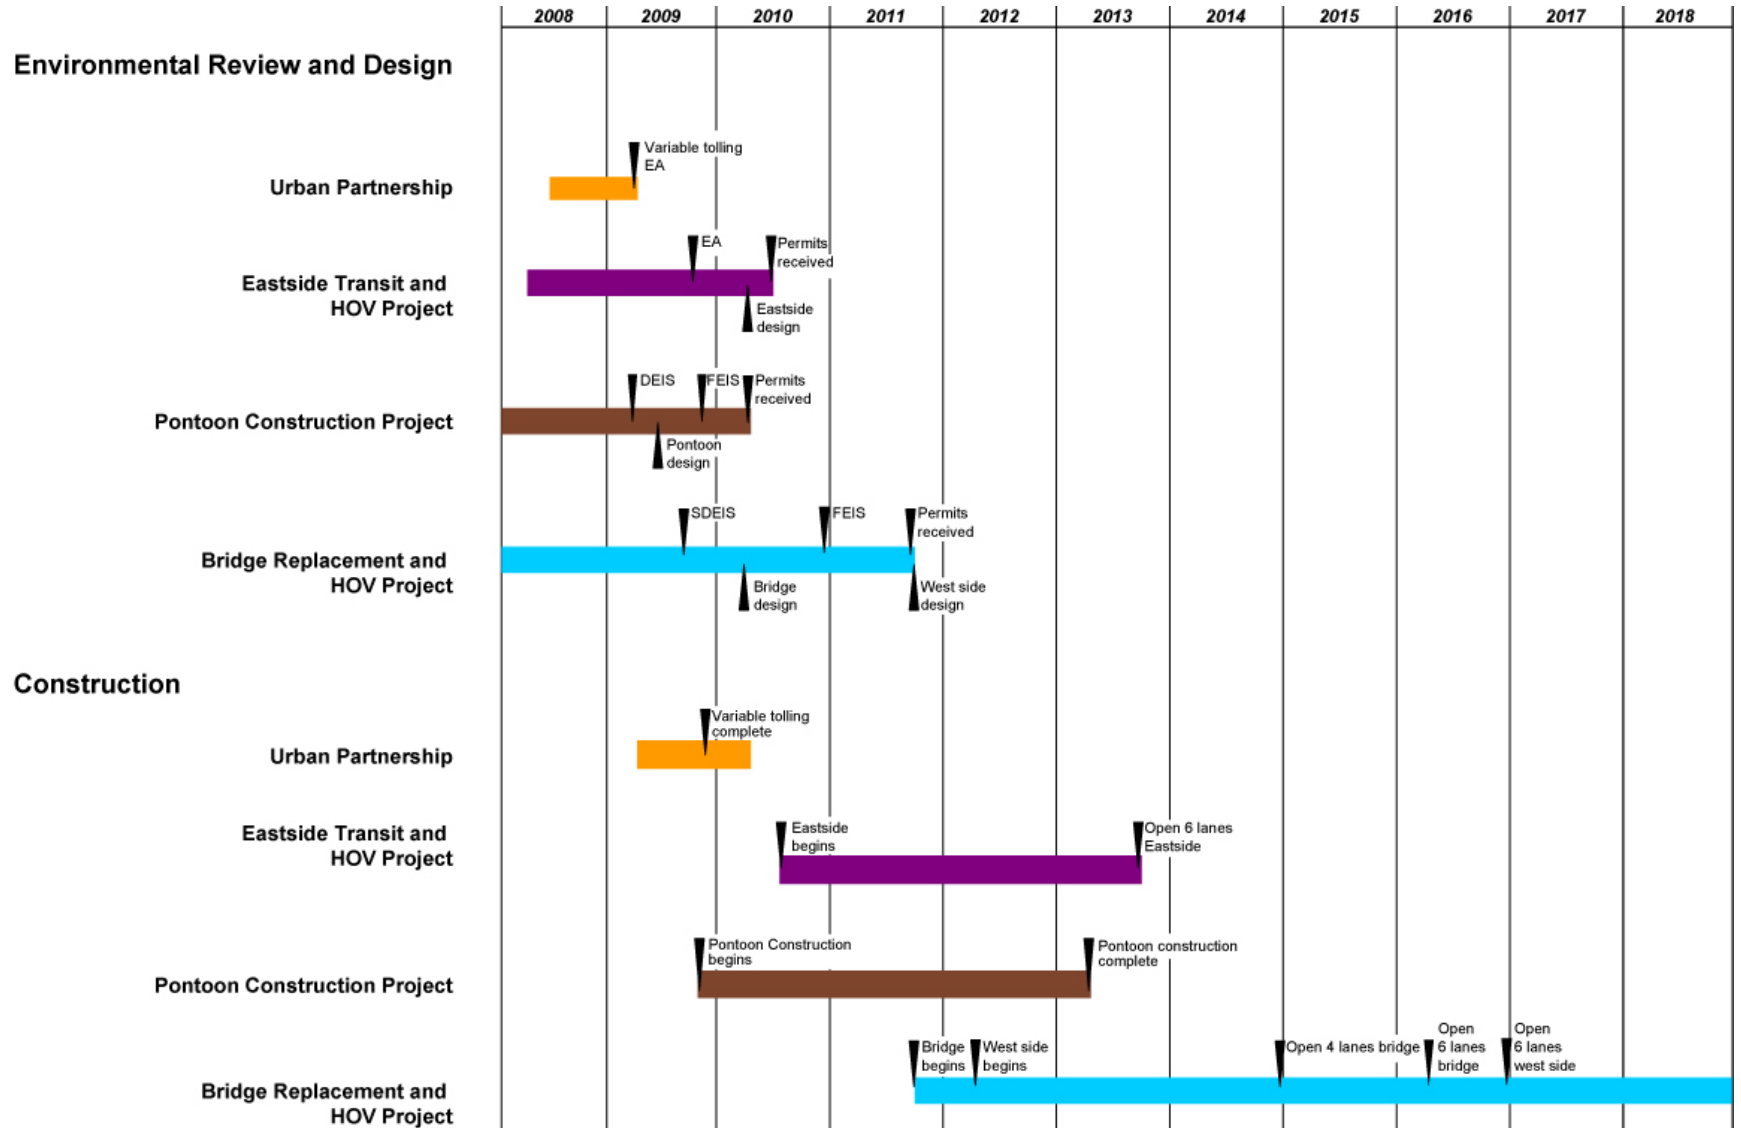 2008 2009 2010 2011 2012 2013 2014 2015 2016 2017 2018
Environmental Review and Design
Variable tolling
EA
Urban Partnership
EA
Permits
received
Eastside Transit and
HOV Project
Eastside
design
DEIS
FEIS
Permits
received
Pontoon Construction Project
Pontoon
design
SDEIS
FEIS
Permits
received
Bridge Replacement and
HOV Project
Bridge
design
West side
design
Construction
Variable tolling
complete
Urban Partnership
Eastside
begins
Open 6 lanes
Eastside
Eastside Transit and
HOV Project
Pontoon Construction
begins
Pontoon construction
complete
Pontoon Construction Project
Bridge
begins
West side
begins
Open 4 lanes bridge
Open
6 lanes
bridge
Open
6 lanes
west side
Bridge Replacement and
HOV Project